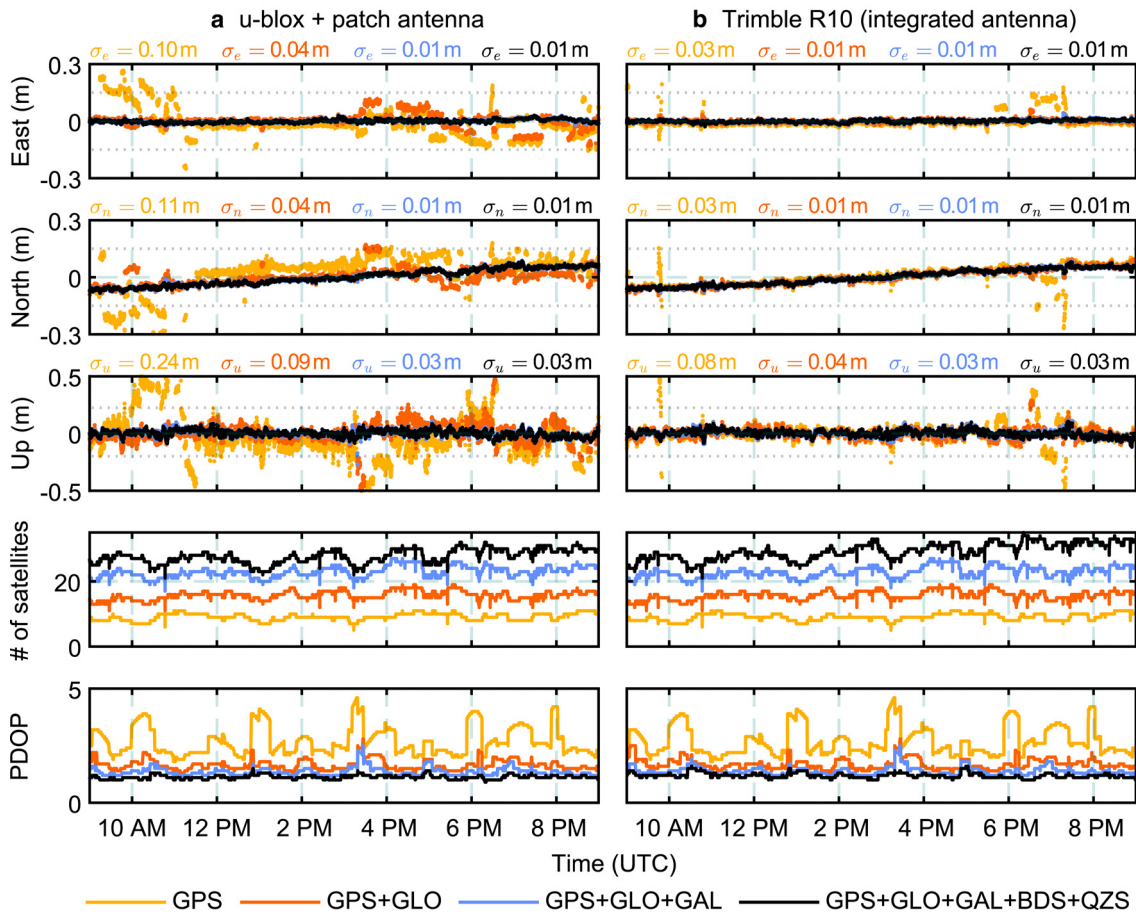 a u-blox + patch antenna
b Trimble R10 (integrated antenna)
σe = 0.10 m σe = 0.04 m σe = 0.01 m σe = 0.01 m
σe = 0.03 m σe = 0.01 m σe = 0.01 m σe = 0.01 m
East (m)
0.3
0
-0.3
σn = 0.11 m σn = 0.04 m σn = 0.01 m σn = 0.01 m
σn = 0.03 m σn = 0.01 m σn = 0.01 m σn = 0.01 m
North (m)
0.3
0
-0.3
σu = 0.24 m σu = 0.09 m σu = 0.03 m σu = 0.03 m
σu = 0.08 m σu = 0.04 m σu = 0.03 m σu = 0.03 m
Up (m)
0.5
0
-0.5
# of satellites
20
0
PDOP
5
0
10 AM 12 PM 2 PM 4 PM 6 PM 8 PM
10 AM 12 PM 2 PM 4 PM 6 PM 8 PM
Time (UTC)
GPS GPS+GLO GPS+GLO+GAL GPS+GLO+GAL+BDS+QZS